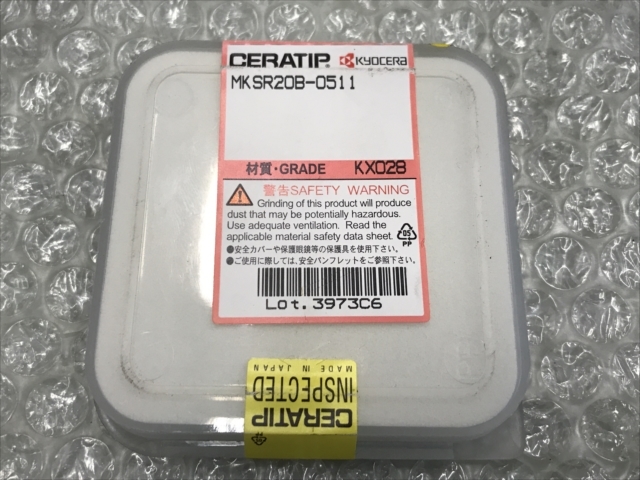 CERATIP KYOCERA
MKSR20B-0511
材質・GRADE KX028
警告SAFETY WARNING
Grinding of this product will produce
dust that may be potentially hazardous.
Use adequate ventilation. Read the
applicable material safety data sheet.
05
PP
●安全カバーや保護眼鏡等の保護具を使用下さい。
●ご使用に際しては、安全パンフレットをご参照下さい。
Lot.3973C6
CERATIP
INSPECTED
MADE IN JAPAN